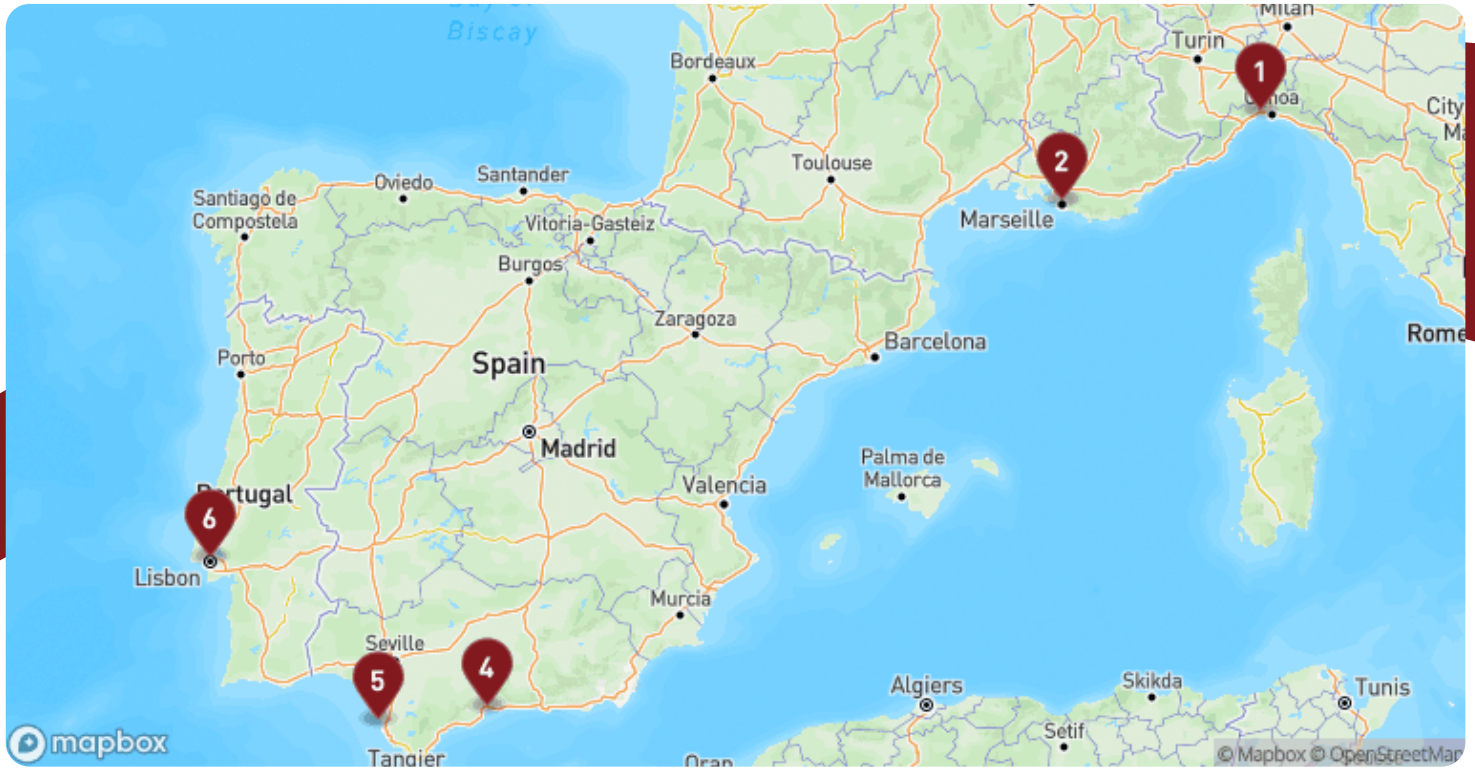 Bay of
Biscay
Milan
Turin
Bordeaux
1
City
Toulouse
2
Santander
Oviedo
Santiago de
Compostela
Marseille
Vitoria-Gasteiz
Burgos
Zaragoza
Rome
Barcelona
Porto
Spain
Madrid
Palma de
Mallorca
Valencia
Portugal
6
Lisbon
Murcia
Seville
4
5
Algiers
Skikda
Tunis
Setif
mapbox
Tangier
Oran
© Mapbox © OpenStreetMap